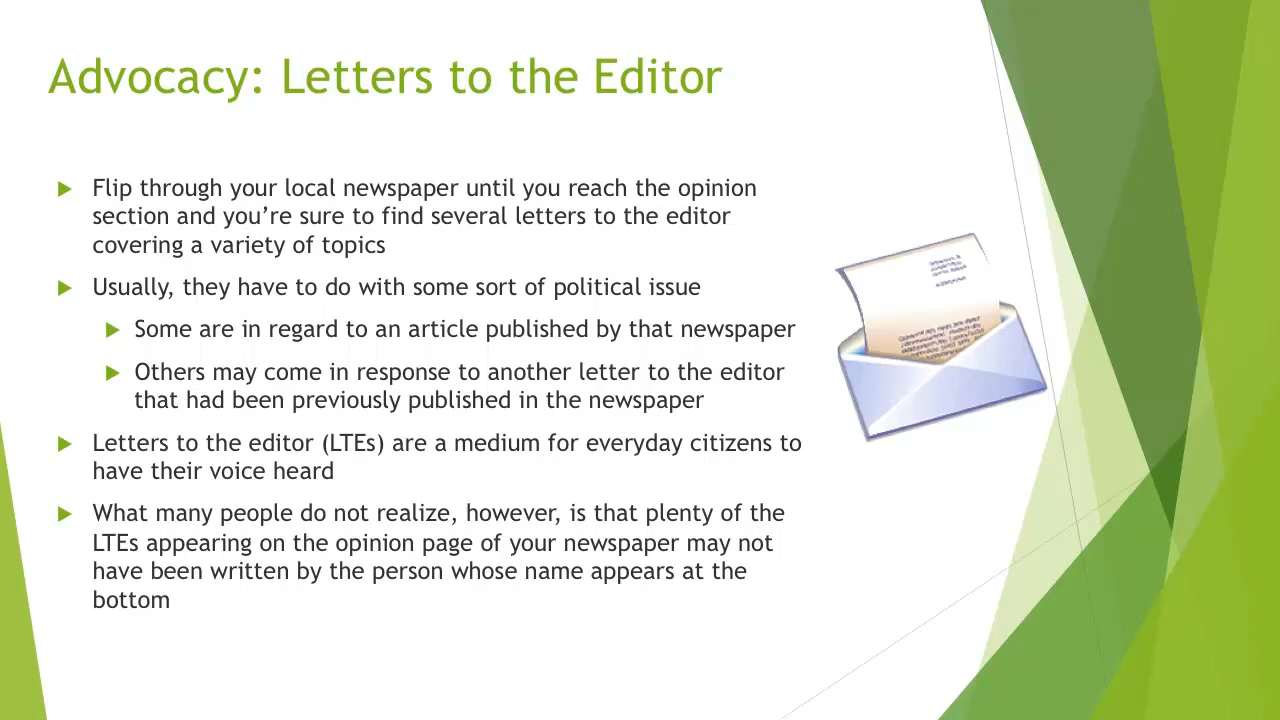 Advocacy: Letters to the Editor
Flip through your local newspaper until you reach the opinion
section and you’re sure to find several letters to the editor
covering a variety of topics
Usually, they have to do with some sort of political issue
Some are in regard to an article published by that newspaper
Others may come in response to another letter to the editor
that had been previously published in the newspaper
Letters to the editor (LTEs) are a medium for everyday citizens to
have their voice heard
What many people do not realize, however, is that plenty of the
LTEs appearing on the opinion page of your newspaper may not
have been written by the person whose name appears at the
bottom